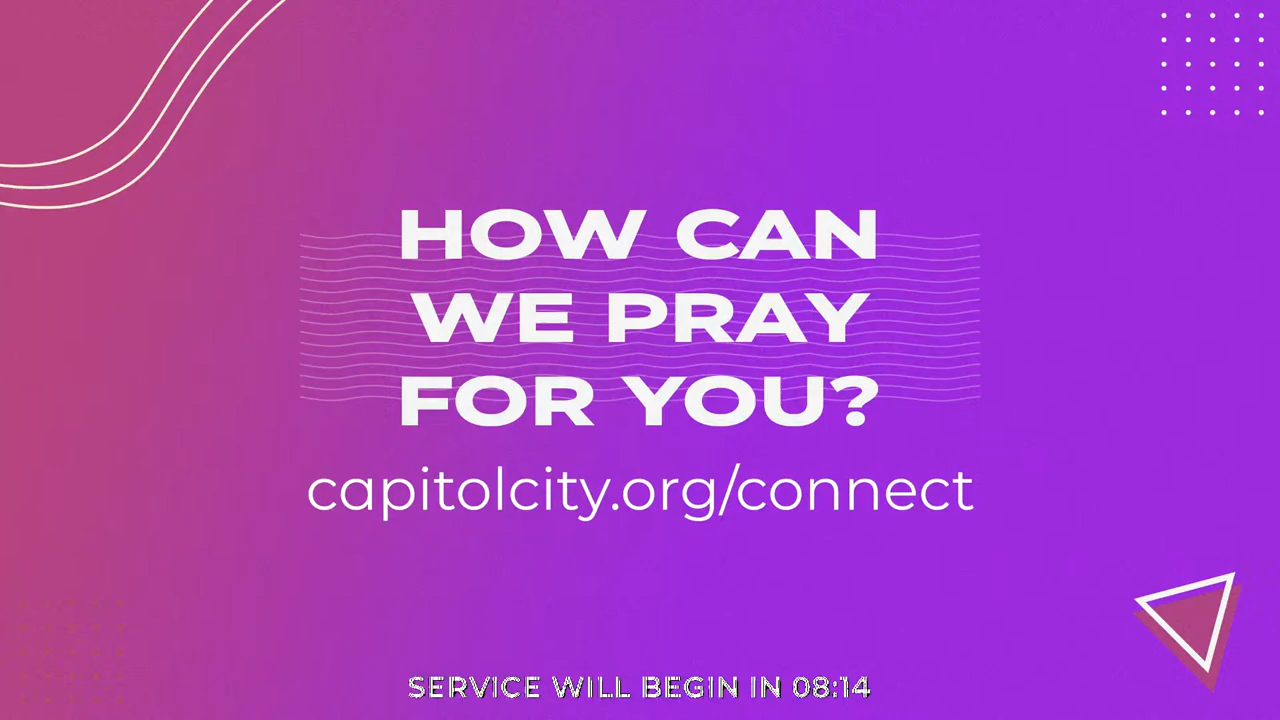 HOW CAN
WE PRAY
FOR YOU?
capitolcity.org/connect
SERVICE WILL BEGIN IN 08:14